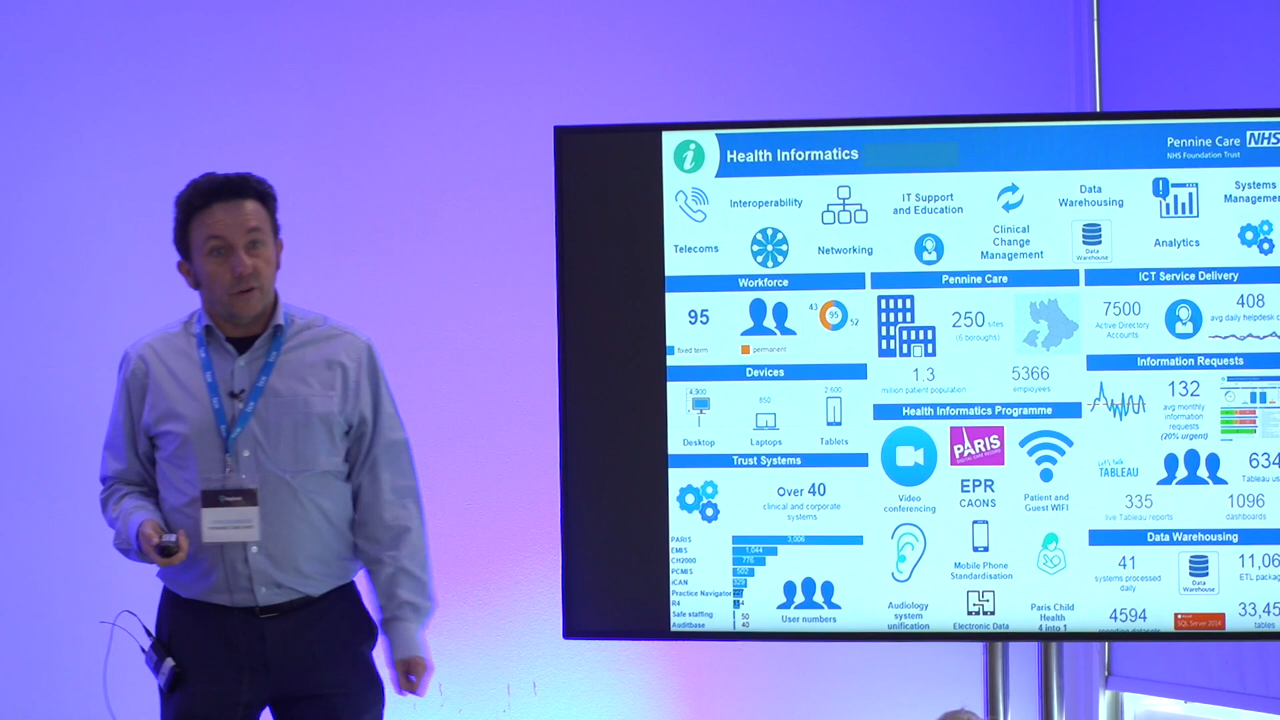 Health Informatics
Pennine Care NHS
NHS Foundation Trust
Telecoms
Interoperability
Networking
IT Support
and Education
Clinical
Change
Management
Data
Warehousing
Data
Warehouse
Analytics
Systems
Workforce
95
43
95
52
fixed term
permanent
Devices
4,900
850
2,600
Desktop
Laptops
Tablets
Trust Systems
Over 40
clinical and corporate
systems
PARIS 3,006
EMIS 1,044
CH2000 776
PCMIS 502
iCAN 329
Practice Navigator
R4
Safe staffing 50
Auditbase 40
User numbers
Pennine Care
250 sites
(6 boroughs)
1.3
million patient population
5366
employees
Health Informatics Programme
Video
conferencing
PARIS
DIGITAL CARE RECORD
EPR
CAONS
Patient and
Guest WIFI
Audiology
system
unification
Mobile Phone
Standardisation
Electronic Data
Paris Child
Health
4 into 1
ICT Service Delivery
7500
Active Directory
Accounts
408
avg daily helpdesk
Information Requests
132
avg monthly
information
requests
(20% urgent)
Let's talk
TABLEAU
634
Tableau
335
live Tableau reports
1096
dashboards
Data Warehousing
41
systems processed
daily
Data
Warehouse
11,06
ETL
4594
SQL Server 2014
33,45
tables